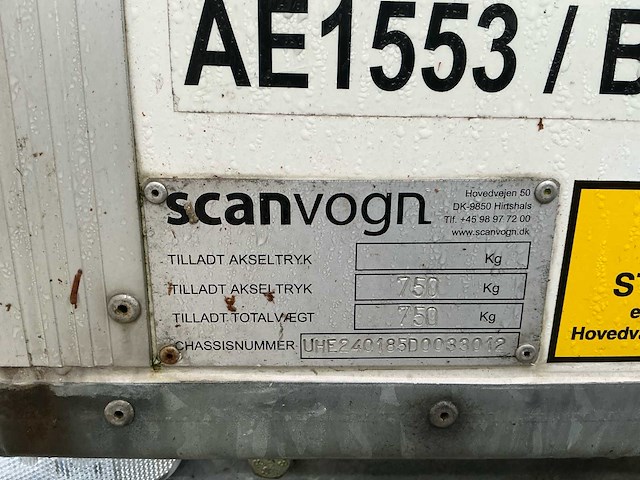 AE1553 / B
scanvogn
Hovedvejen 50
DK-9850 Hirtshals
Tlf. +45 98 97 72 00
www.scanvogn.dk
TILLADT AKSELTRYK Kg
TILLADT AKSELTRYK 750 Kg
TILLADT TOTALVÆGT 750 Kg
CHASSISNUMMER UHE240185D0033012
ST
e
Hovedv